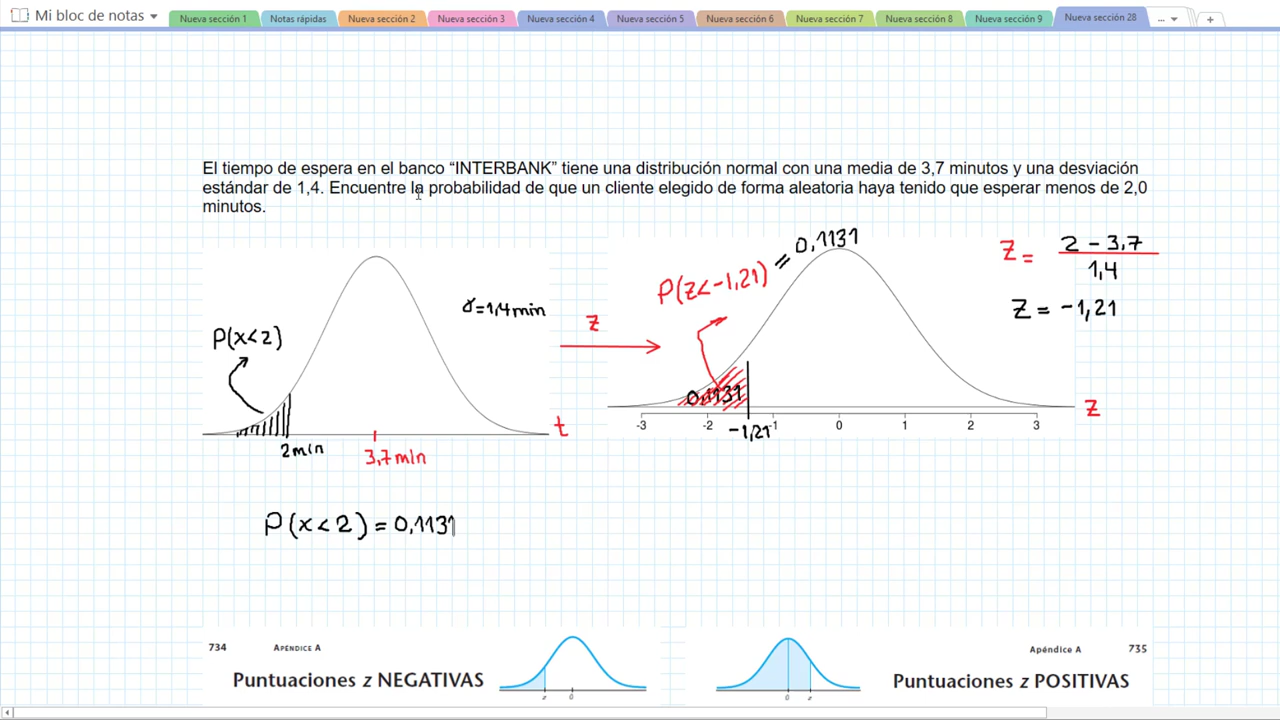 Mi bloc de notas
Nueva sección 1
Notas rápidas
Nueva sección 2
Nueva sección 3
Nueva sección 4
Nueva sección 5
Nueva sección 6
Nueva sección 7
Nueva sección 8
Nueva sección 9
Nueva sección 28
...
+
El tiempo de espera en el banco “INTERBANK” tiene una distribución normal con una media de 3,7 minutos y una desviación
estándar de 1,4. Encuentre la probabilidad de que un cliente elegido de forma aleatoria haya tenido que esperar menos de 2,0
minutos.
P(x<2)
σ=1,4min
2min
3,7min
t
z
P(z<-1,21) = 0,1131
0,1131
-3 -2 -1,21 0 1 2 3
z
z = 2 - 3,7
1,4
z = -1,21
P(x<2) = 0,1131
734 APÉNDICE A
Puntuaciones z NEGATIVAS
z 0
Apéndice A 735
Puntuaciones z POSITIVAS
0 z